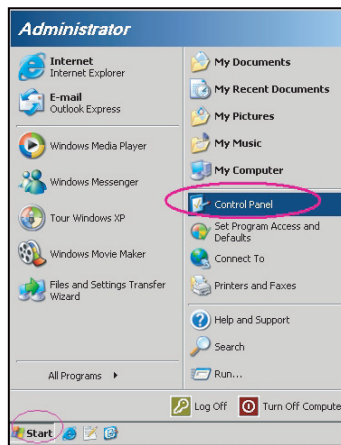 Administrator
Internet
Internet Explorer
E-mail
Outlook Express
Windows Media Player
Windows Messenger
Tour Windows XP
Windows Movie Maker
Files and Settings Transfer
Wizard
All Programs
My Documents
My Recent Documents
My Pictures
My Music
My Computer
Control Panel
Set Program Access and
Defaults
Connect To
Printers and Faxes
Help and Support
Search
Run...
Log Off
Turn Off Compute
Start